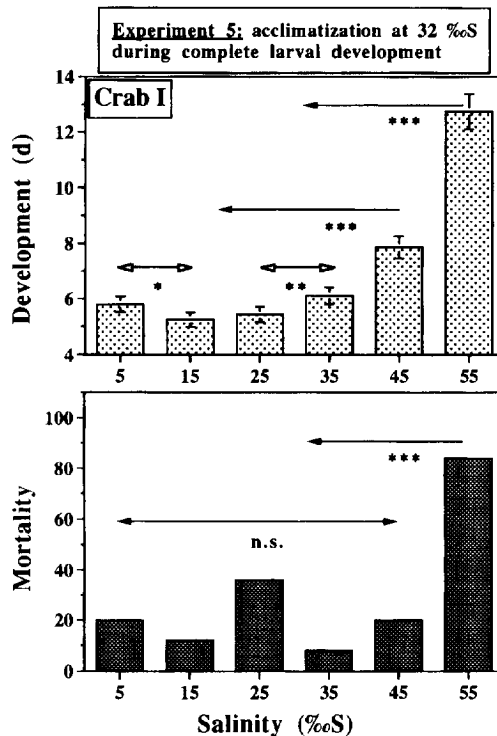 Experiment 5: acclimatization at 32 ‰S
during complete larval development
Crab I
Development (d)
14
12
10
8
6
4
***
***
*
**
5 15 25 35 45 55
Mortality
100
80
60
40
20
0
***
n.s.
5 15 25 35 45 55
Salinity (‰S)